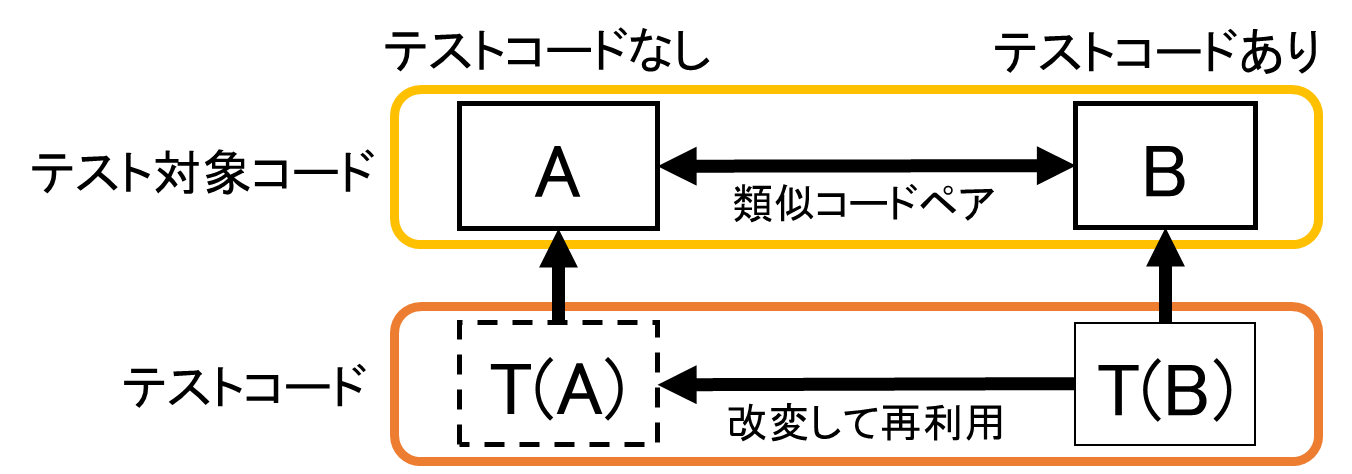 テストコードなし
テストコードあり
テスト対象コード
A
B
類似コードペア
テストコード
T(A)
T(B)
改変して再利用